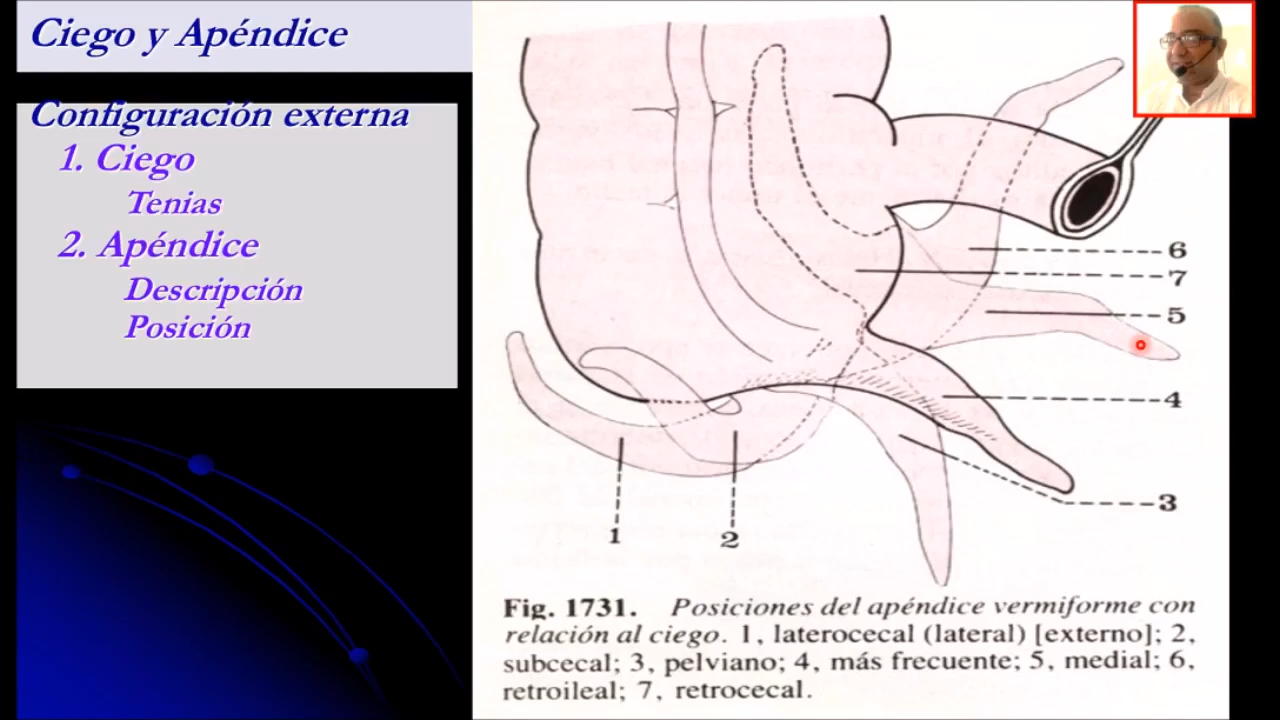 Ciego y Apéndice
Configuración externa
1. Ciego
Tenias
2. Apéndice
Descripción
Posición
6
7
5
4
3
1
2
Fig. 1731. Posiciones del apéndice vermiforme con
relación al ciego. 1, laterocecal (lateral) [externo]; 2,
subcecal; 3, pelviano; 4, más frecuente; 5, medial; 6,
retroileal; 7, retrocecal.